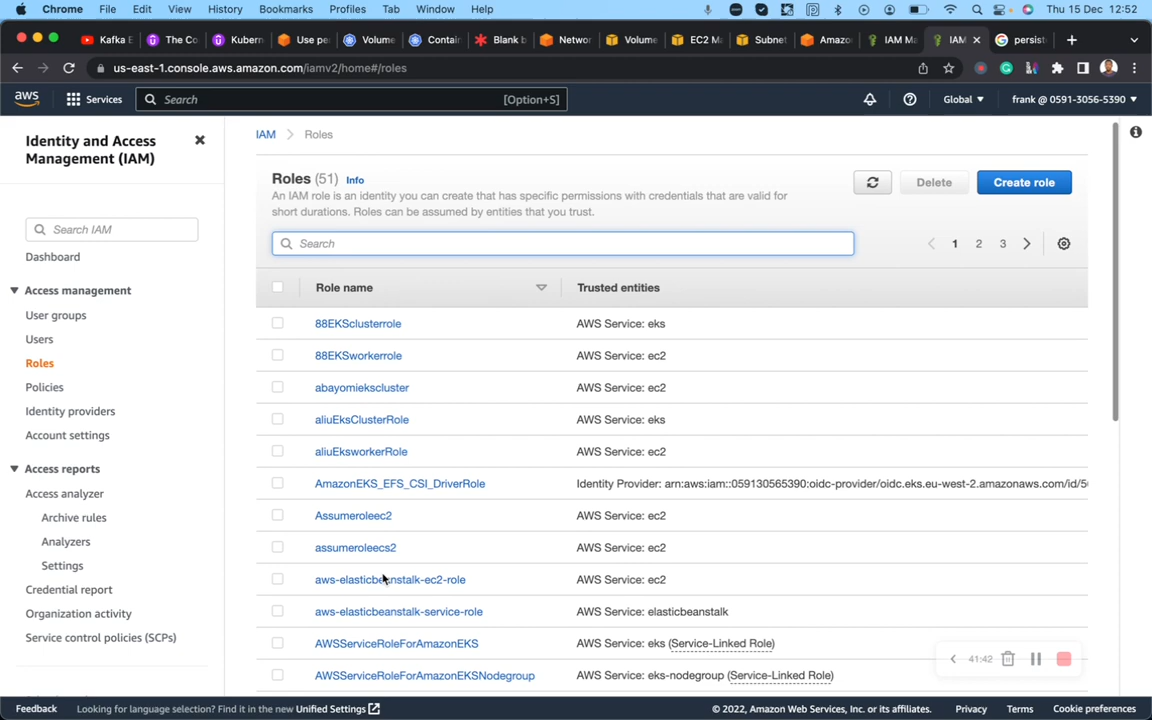 Chrome File Edit View History Bookmarks Profiles Tab Window Help Thu 15 Dec 12:52
Kafka E The Co Kubern Use pe Volume Contain Blank b Networ Volum EC2 Ma Subnet Amazo IAM Ma IAM persist
us-east-1.console.aws.amazon.com/iamv2/home#/roles
aws Services Search [Option+S] Global frank @ 0591-3056-5390
Identity and Access
Management (IAM)
Search IAM
Dashboard
Access management
User groups
Users
Roles
Policies
Identity providers
Account settings
Access reports
Access analyzer
Archive rules
Analyzers
Settings
Credential report
Organization activity
Service control policies (SCPs)
IAM Roles
Roles (51) Info
An IAM role is an identity you can create that has specific permissions with credentials that are valid for
short durations. Roles can be assumed by entities that you trust.
Delete Create role
Search
1 2 3
Role name Trusted entities
88EKSclusterrole AWS Service: eks
88EKSworkerrole AWS Service: ec2
abayomiekscluster AWS Service: ec2
aliuEksClusterRole AWS Service: eks
aliuEksworkerRole AWS Service: ec2
AmazonEKS_EFS_CSI_DriverRole Identity Provider: arn:aws:iam::059130565390:oidc-provider/oidc.eks.eu-west-2.amazonaws.com/id/5
Assumeroleec2 AWS Service: ec2
assumeroleecs2 AWS Service: ec2
aws-elasticbeanstalk-ec2-role AWS Service: ec2
aws-elasticbeanstalk-service-role AWS Service: elasticbeanstalk
AWSServiceRoleForAmazonEKS AWS Service: eks (Service-Linked Role)
AWSServiceRoleForAmazonEKSNodegroup AWS Service: eks-nodegroup (Service-Linked Role)
41:42
Feedback Looking for language selection? Find it in the new Unified Settings © 2022, Amazon Web Services, Inc. or its affiliates. Privacy Terms Cookie preferences